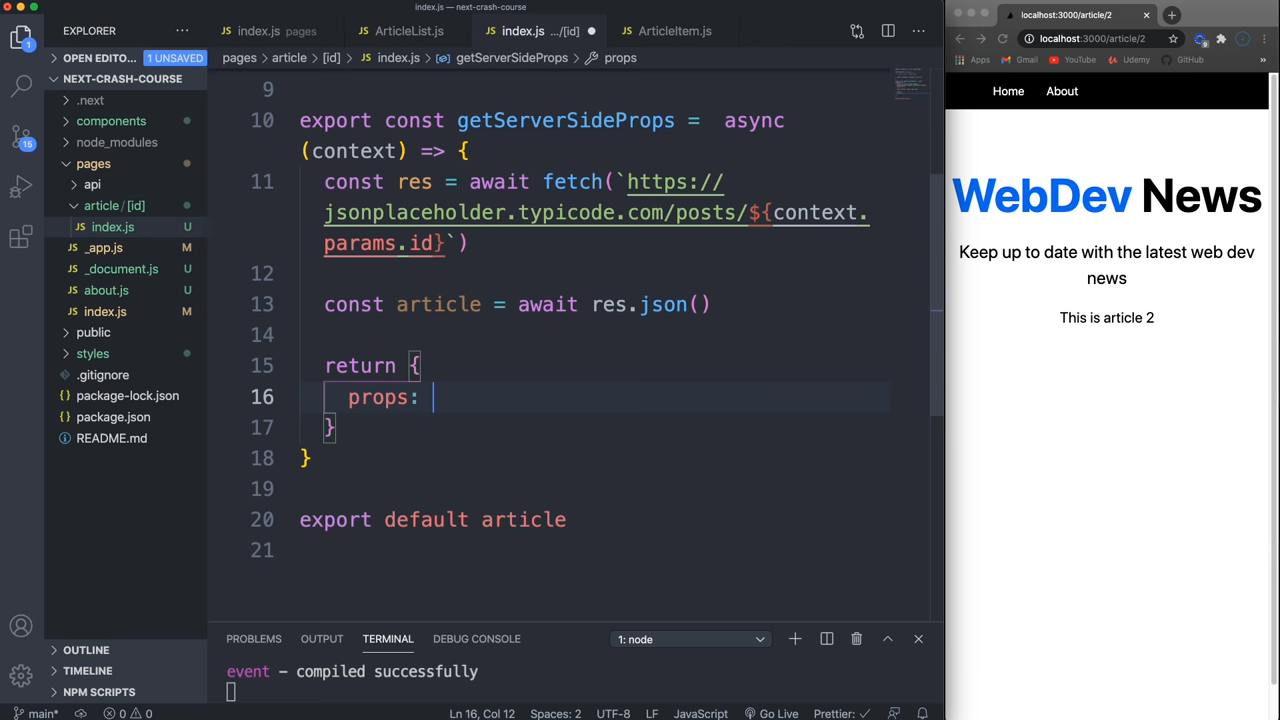 index.js — next-crash-course
EXPLORER
index.js pages
ArticleList.js
index.js .../[id]
ArticleItem.js
OPEN EDITO... 1 UNSAVED
pages > article > [id] > JS index.js > getServerSideProps > props
NEXT-CRASH-COURSE
.next
components
node_modules
pages
api
article / [id]
JS index.js U
JS _app.js M
JS _document.js U
JS about.js U
JS index.js M
public
styles
.gitignore
{} package-lock.json
{} package.json
README.md
OUTLINE
TIMELINE
NPM SCRIPTS
1
15
9
10 export const getServerSideProps = async
(context) => {
11 const res = await fetch(`https://
jsonplaceholder.typicode.com/posts/${context.
params.id}`)
12
13 const article = await res.json()
14
15 return {
16 props:
17 }
18 }
19
20 export default article
21
PROBLEMS OUTPUT TERMINAL DEBUG CONSOLE 1: node
event – compiled successfully
main* 0 0 Ln 16, Col 12 Spaces: 2 UTF-8 LF JavaScript Go Live Prettier: ✓
localhost:3000/article/2
localhost:3000/article/2
Apps Gmail YouTube Udemy GitHub »
Home About
WebDev News
Keep up to date with the latest web dev
news
This is article 2